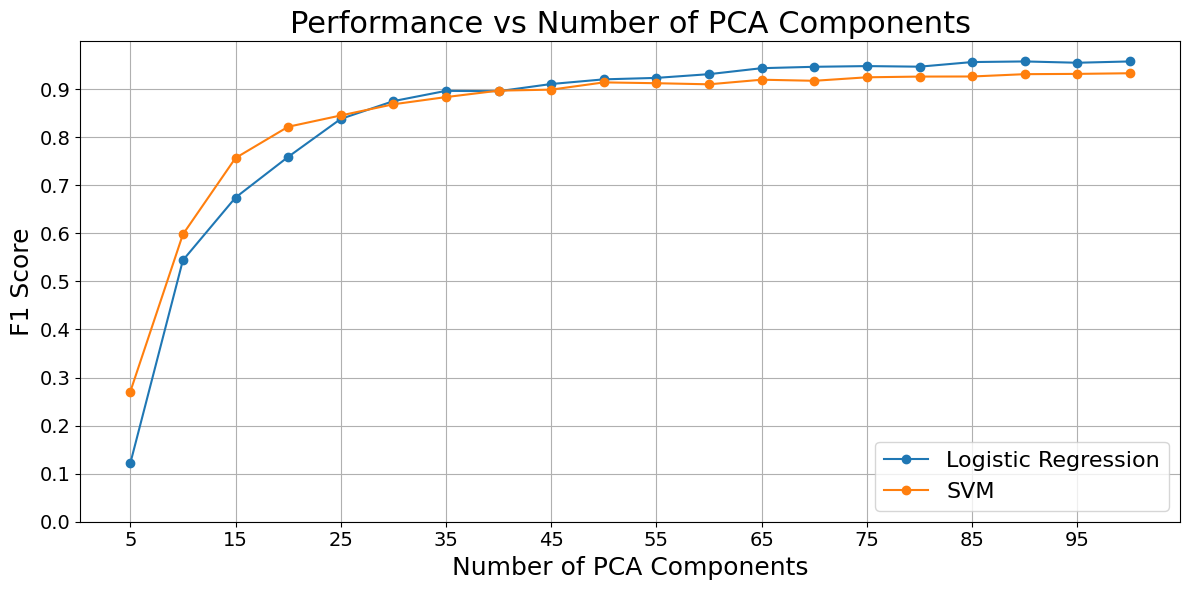 Performance vs Number of PCA Components
F1 Score
0.9
0.8
0.7
0.6
0.5
0.4
0.3
0.2
0.1
0.0
5 15 25 35 45 55 65 75 85 95
Number of PCA Components
Logistic Regression
SVM